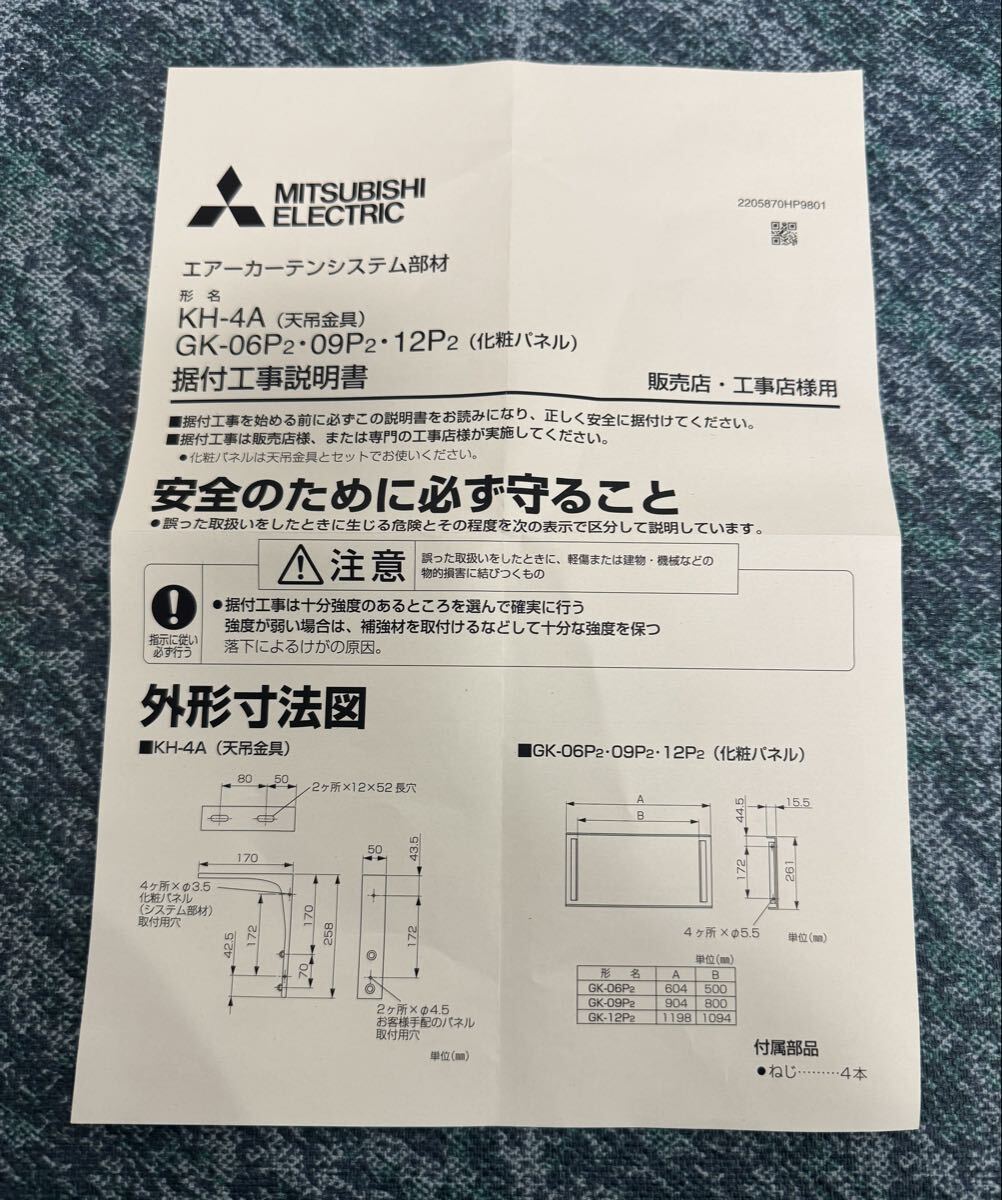 MITSUBISHI
ELECTRIC
2205870HP9801
エアーカーテンシステム部材
形 名
KH-4A（天吊金具）
GK-06P2・09P2・12P2（化粧パネル）
据付工事説明書
販売店・工事店様用
■据付工事を始める前に必ずこの説明書をお読みになり、正しく安全に据付けてください。
■据付工事は販売店様、または専門の工事店様が実施してください。
●化粧パネルは天吊金具とセットでお使いください。
安全のために必ず守ること
●誤った取扱いをしたときに生じる危険とその程度を次の表示で区分して説明しています。
注意
誤った取扱いをしたときに、軽傷または建物・機械などの
物的損害に結びつくもの
指示に従い
必ず行う
●据付工事は十分強度のあるところを選んで確実に行う
強度が弱い場合は、補強材を取付けるなどして十分な強度を保つ
落下によるけがの原因。
外形寸法図
■KH-4A（天吊金具）
80
50
2ヶ所×12×52長穴
170
4ヶ所×φ3.5
化粧パネル
（システム部材）
取付用穴
42.5
172
170
70
258
50
43.5
172
2ヶ所×φ4.5
お客様手配のパネル
取付用穴
単位(㎜)
■GK-06P2・09P2・12P2（化粧パネル）
A
B
44.5
15.5
172
261
4ヶ所×φ5.5
単位(㎜)
単位(㎜)
形 名 A B
GK-06P2 604 500
GK-09P2 904 800
GK-12P2 1198 1094
付属部品
●ねじ………4本